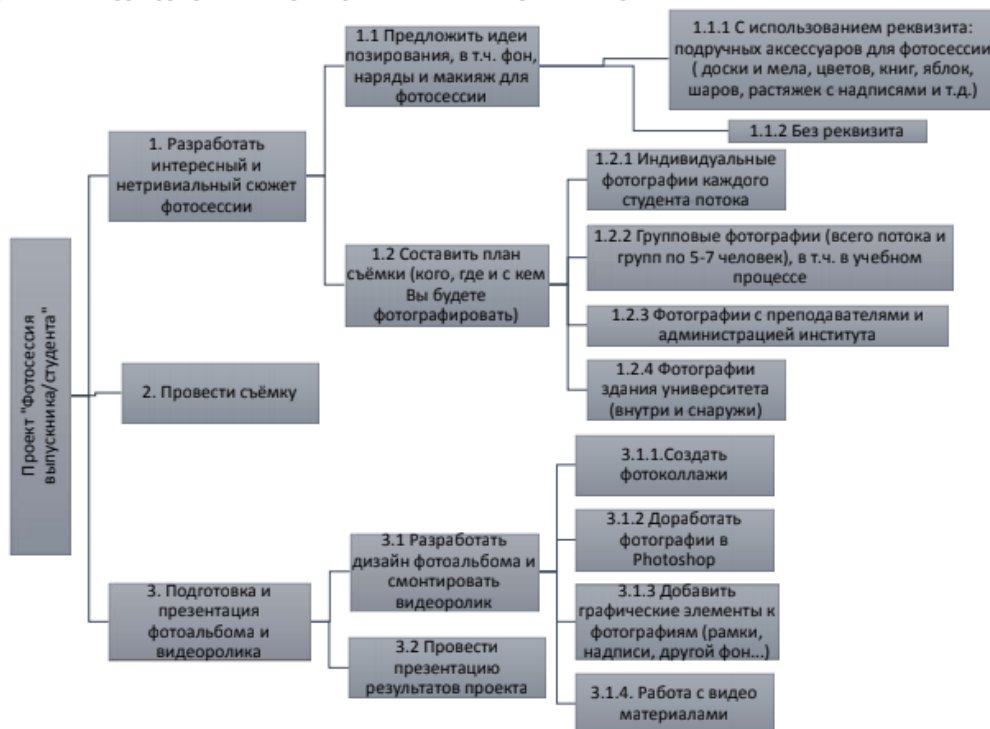 Проект "Фотосессия
выпускника/студента"
1. Разработать
интересный и
нетривиальный сюжет
фотосессии
1.1 Предложить идеи
позирования, в т.ч. фон,
наряды и макияж для
фотосессии
1.1.1 С использованием реквизита:
подручных аксессуаров для фотосессии
( доски и мела, цветов, книг, яблок,
шаров, растяжек с надписями и т.д.)
1.1.2 Без реквизита
1.2 Составить план
съёмки (кого, где и с кем
Вы будете
фотографировать)
1.2.1 Индивидуальные
фотографии каждого
студента потока
1.2.2 Групповые фотографии (всего потока и
групп по 5-7 человек), в т.ч. в учебном
процессе
1.2.3 Фотографии с преподавателями и
администрацией института
1.2.4 Фотографии
здания университета
(внутри и снаружи)
2. Провести съёмку
3. Подготовка и
презентация
фотоальбома и
видеоролика
3.1 Разработать
дизайн фотоальбома и
смонтировать
видеоролик
3.1.1.Создать
фотоколлажи
3.1.2 Доработать
фотографии в
Photoshop
3.1.3 Добавить
графические элементы к
фотографиям (рамки,
надписи, другой фон...)
3.1.4. Работа с видео
материалами
3.2 Провести
презентацию
результатов проекта